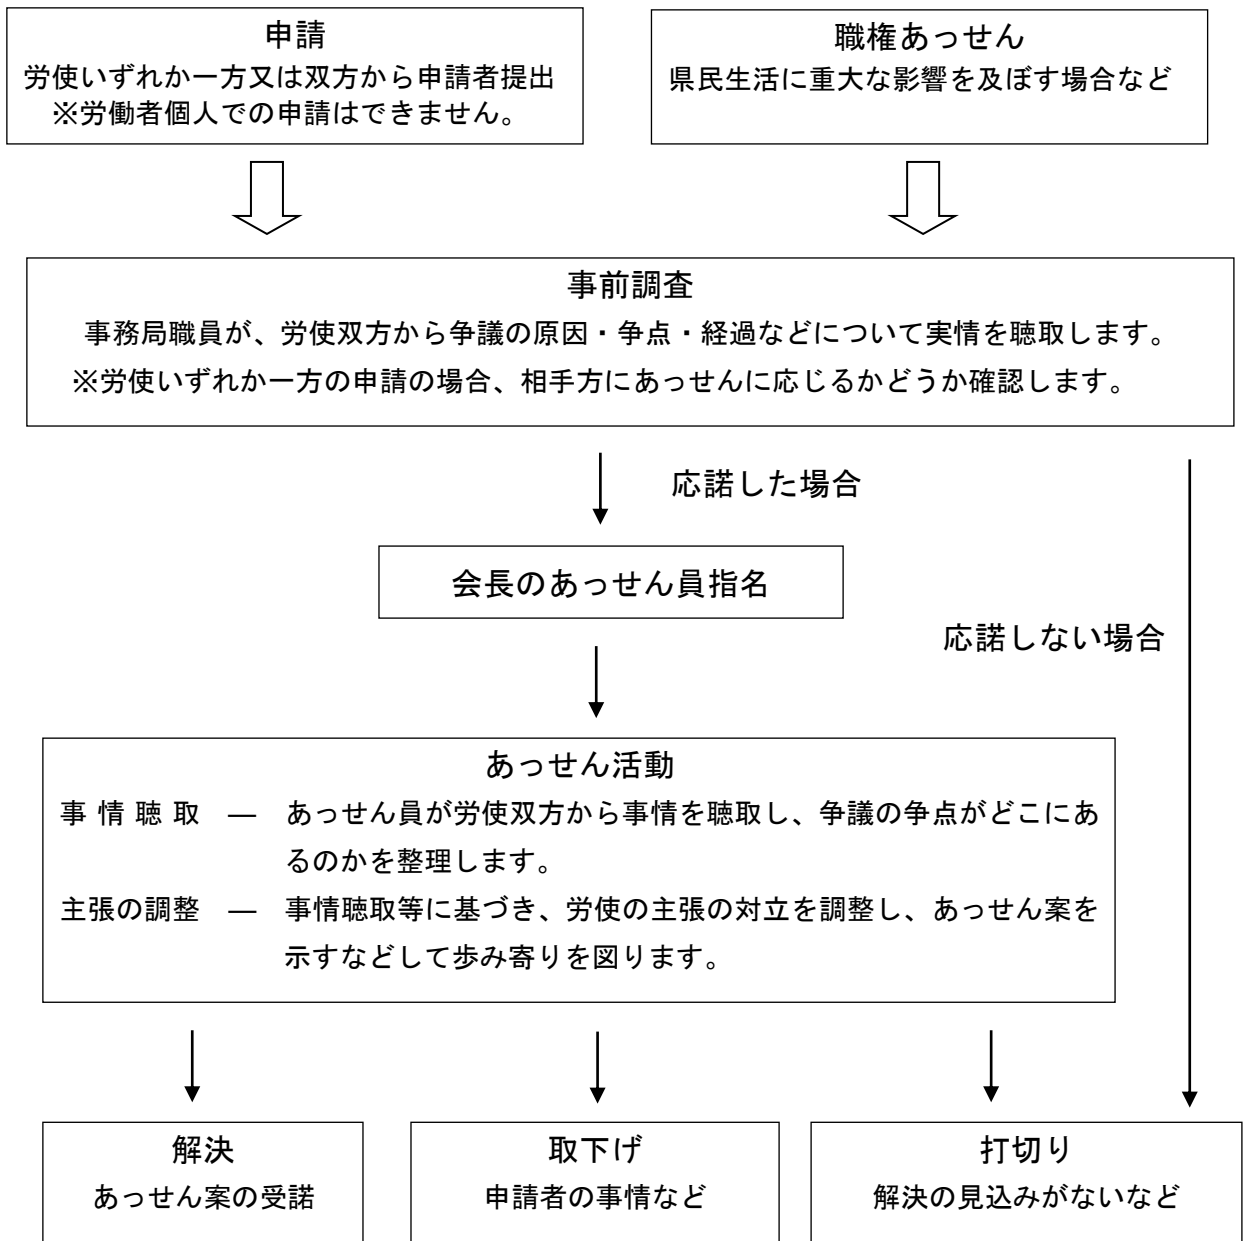 申請
労使いずれか一方又は双方から申請者提出
※労働者個人での申請はできません。
職権あっせん
県民生活に重大な影響を及ぼす場合など
事前調査
事務局職員が、労使双方から争議の原因・争点・経過などについて実情を聴取します。
※労使いずれか一方の申請の場合、相手方にあっせんに応じるかどうか確認します。
応諾した場合
会長のあっせん員指名
応諾しない場合
あっせん活動
事 情 聴 取 ― あっせん員が労使双方から事情を聴取し、争議の争点がどこにあ
るのかを整理します。
主張の調整 ― 事情聴取等に基づき、労使の主張の対立を調整し、あっせん案を
示すなどして歩み寄りを図ります。
解決
あっせん案の受諾
取下げ
申請者の事情など
打切り
解決の見込みがないなど